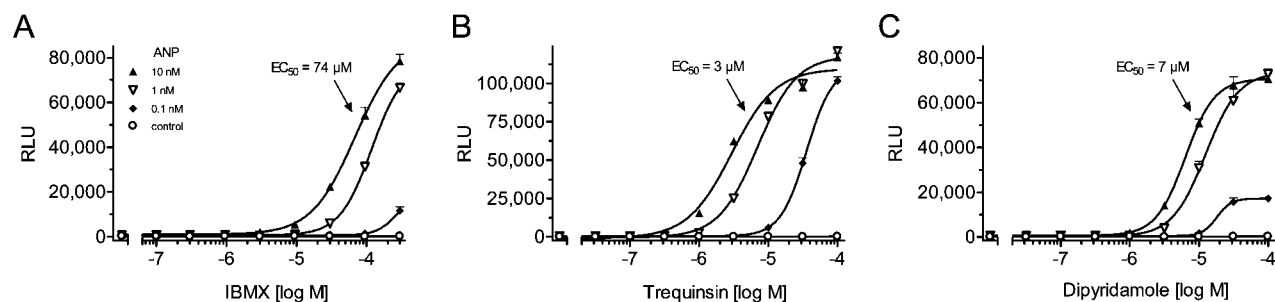 A
ANP
10 nM
1 nM
0.1 nM
control
EC50 = 74 µM
80,000
60,000
40,000
20,000
0
RLU
-7
-6
-5
-4
IBMX [log M]
B
EC50 = 3 µM
100,000
75,000
50,000
25,000
0
RLU
-7
-6
-5
-4
Trequinsin [log M]
C
EC50 = 7 µM
80,000
60,000
40,000
20,000
0
RLU
-7
-6
-5
-4
Dipyridamole [log M]